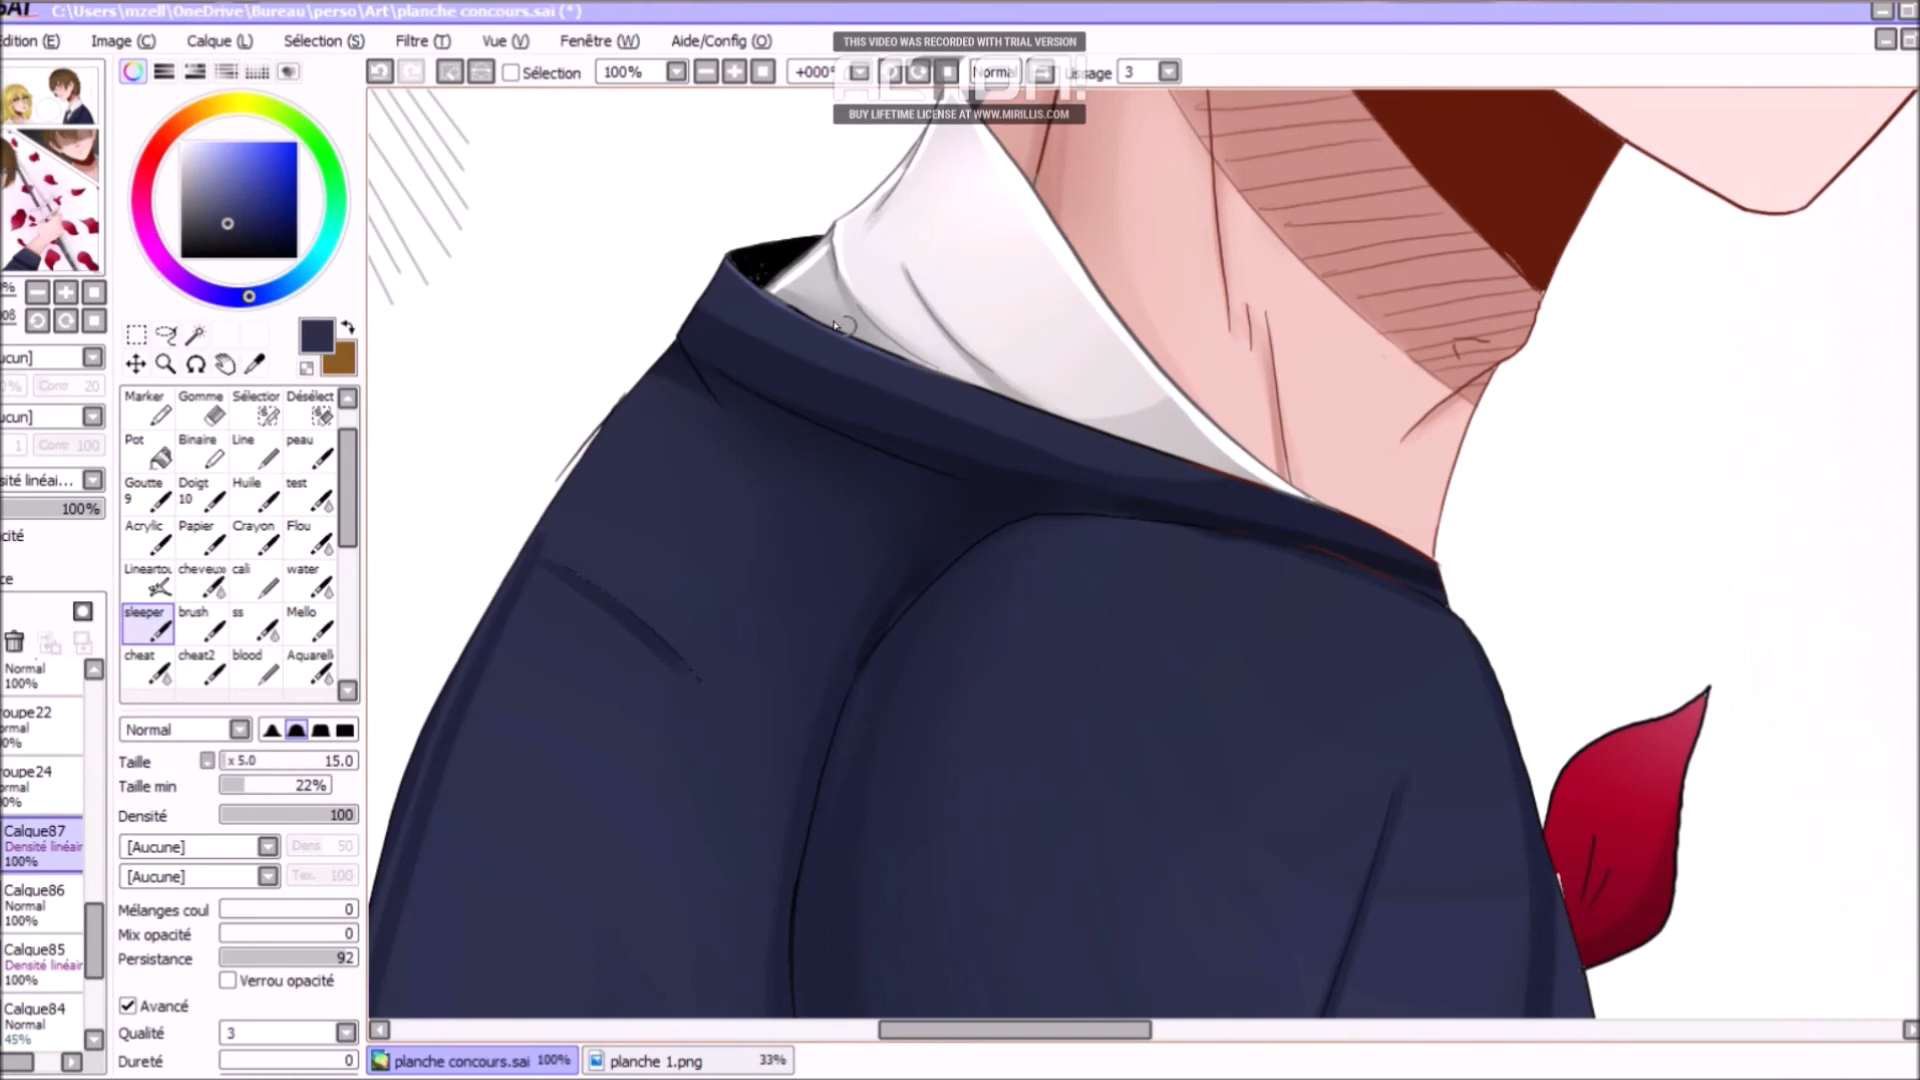 SAI C:\Users\mzell\OneDrive\Bureau\perso\Art\planche concours.sai (*)
dition (E) Image (C) Calque (L) Sélection (S) Filtre (T) Vue (V) Fenêtre (W) Aide/Config (O)
THIS VIDEO WAS RECORDED WITH TRIAL VERSION
ACTION!
BUY LIFETIME LICENSE AT WWW.MIRILLIS.COM
Sélection 100% +000° Normal Lissage 3
Marker Gomme Sélection Désélect
Pot Binaire Line peau
Goutte Doigt Huile test
9 10
Acrylic Papier Crayon Flou
Lineartou cheveux cali water
sleeper brush ss Mello
cheat cheat2 blood Aquarell
Normal
Taille x 5.0 15.0
Taille min 22%
Densité 100
[Aucune] Dens 50
[Aucune] Tex. 100
Mélanges coul 0
Mix opacité 0
Persistance 92
Verrou opacité
Avancé
Qualité 3
Dureté 0
ucun]
Contr 20
ucun]
1 Contr 100
sité linéai...
100%
cité
ce
Normal
100%
oupe22
ormal
0%
oupe24
ormal
0%
Calque87
Densité linéair
100%
Calque86
Normal
100%
Calque85
Densité linéair
100%
Calque84
Normal
45%
planche concours.sai 100% planche 1.png 33%